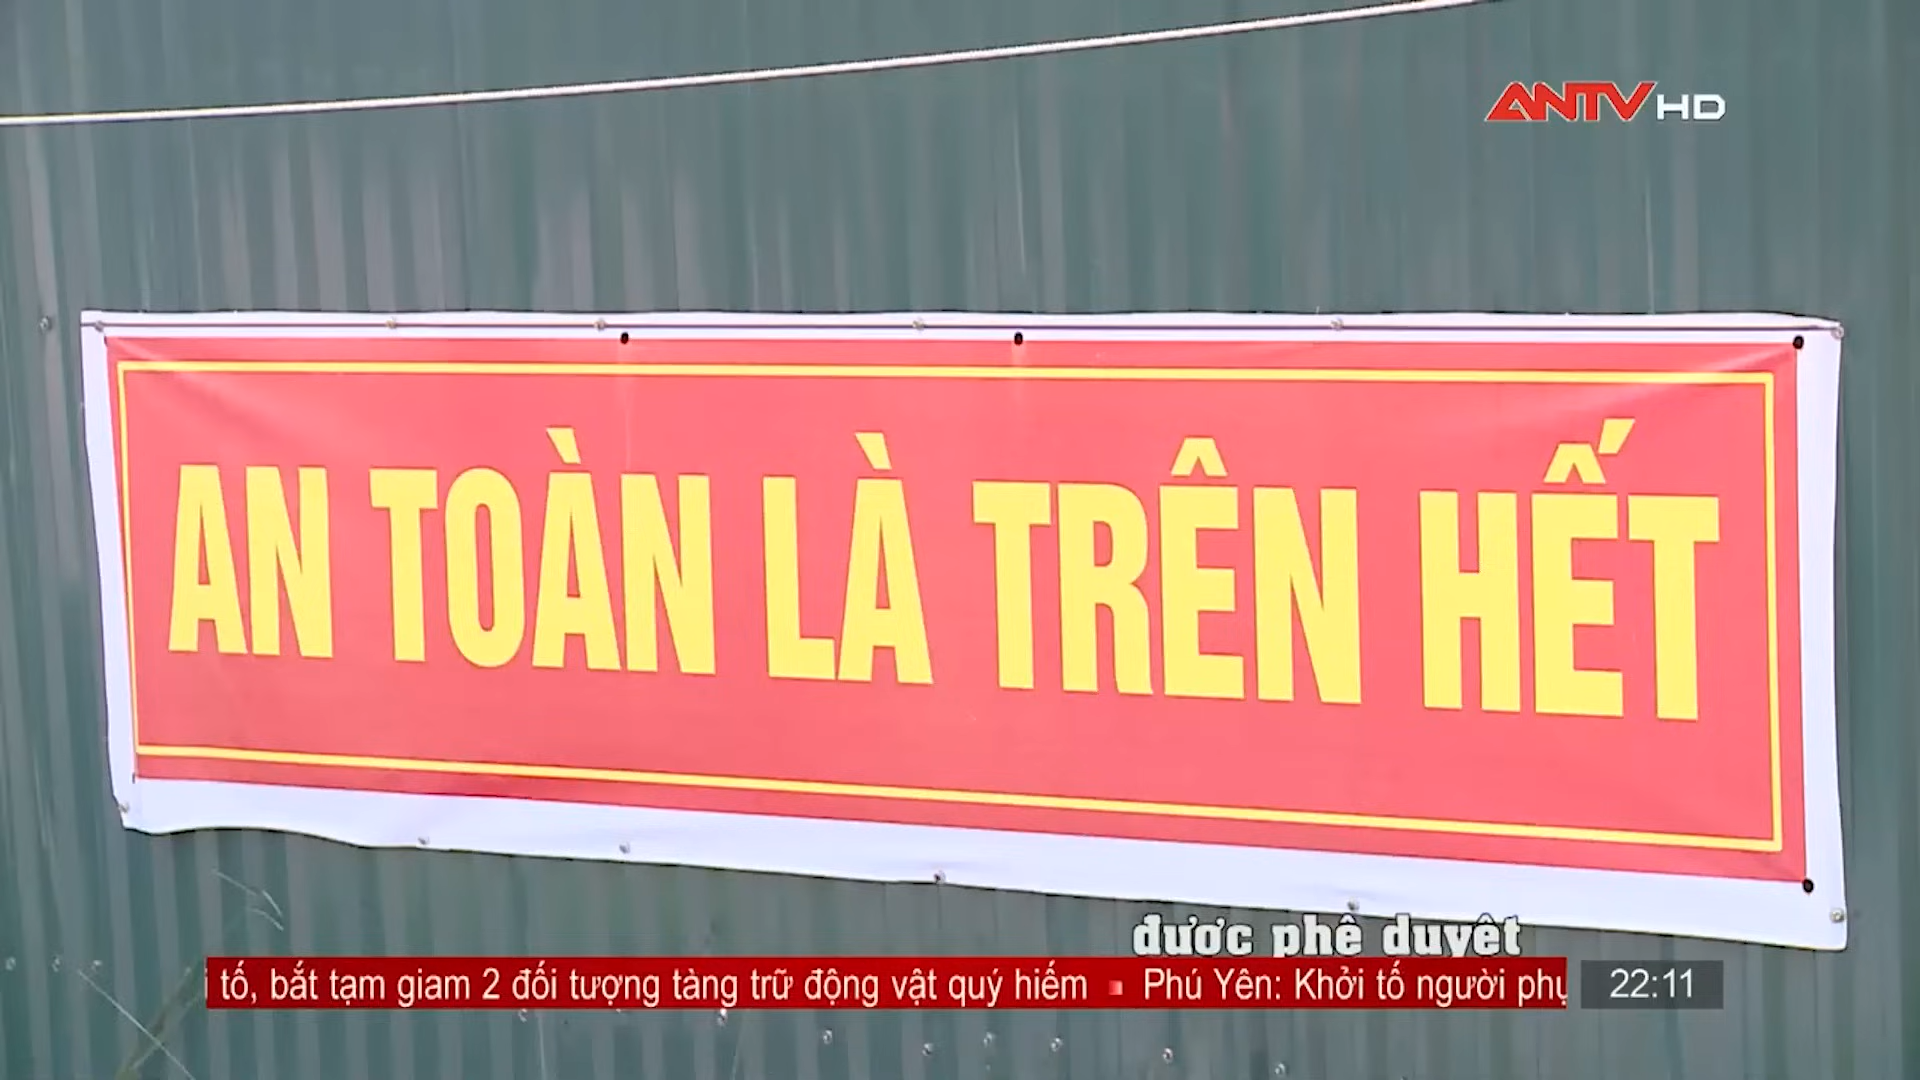 ANTV HD
AN TOÀN LÀ TRÊN HẾT
được phê duyệt
tố, bắt tạm giam 2 đối tượng tàng trữ động vật quý hiếm ▪ Phú Yên: Khởi tố người
22:11